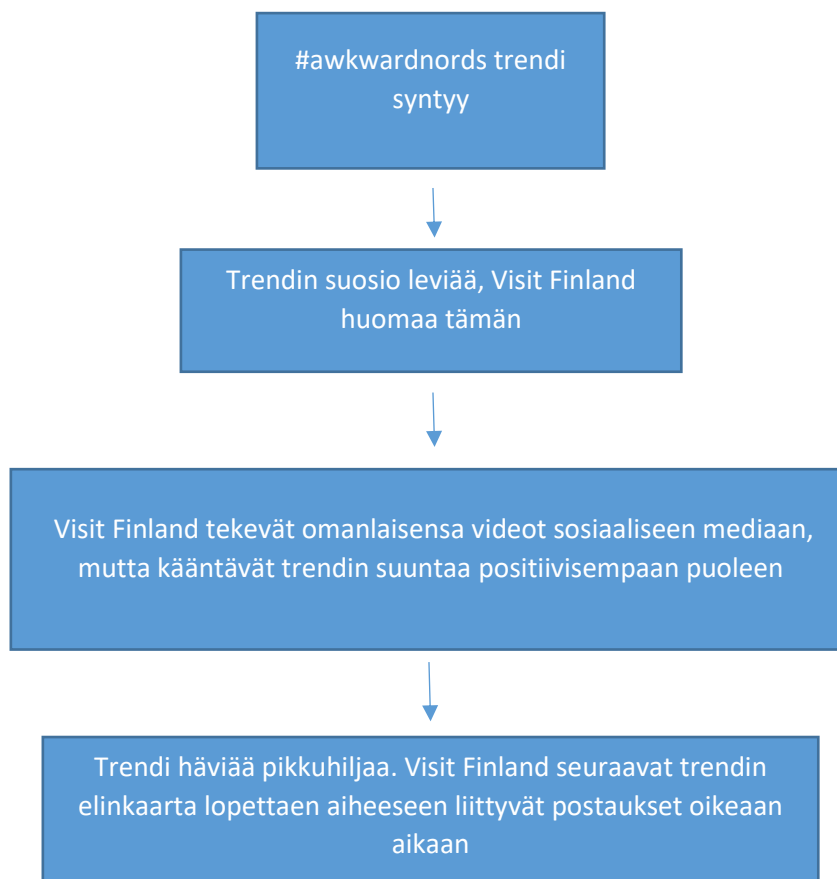 #awkwardnords trendi
syntyy
Trendin suosio leviää, Visit Finland
huomaa tämän
Visit Finland tekevät omanlaisensa videot sosiaaliseen mediaan,
mutta kääntävät trendin suuntaa positiivisempaan puoleen
Trendi häviää pikkuhiljaa. Visit Finland seuraavat trendin
elinkaarta lopettaen aiheeseen liittyvät postaukset oikeaan
aikaan